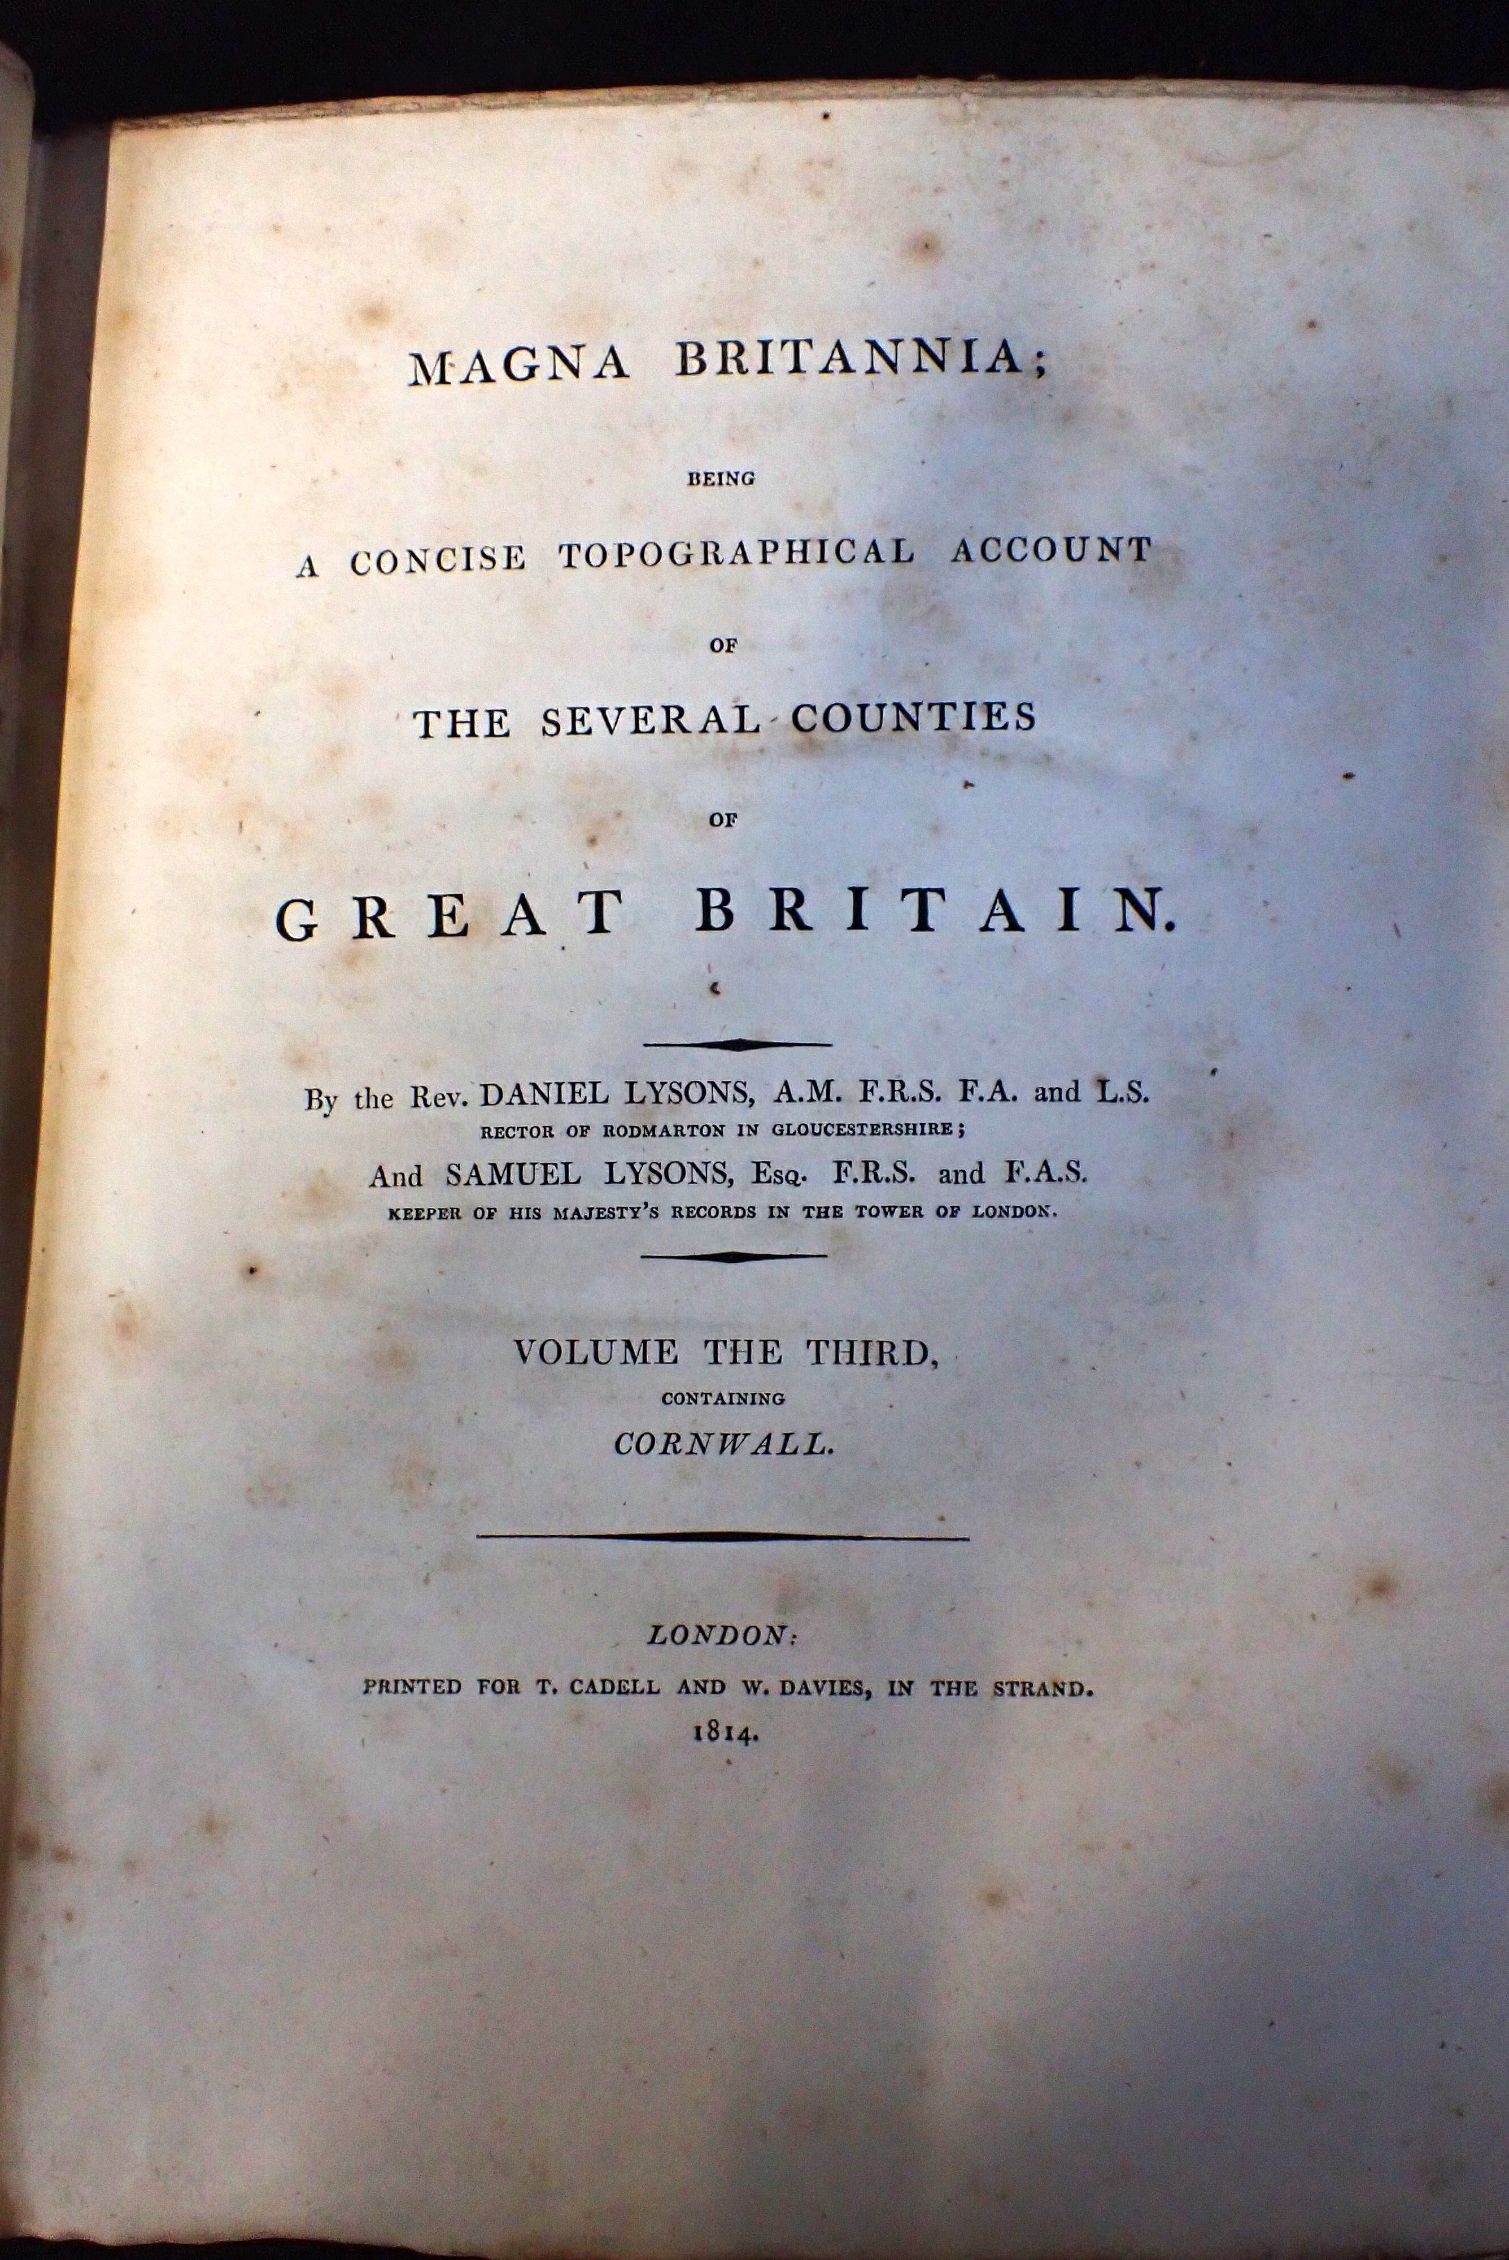 MAGNA BRITANNIA;
BEING
A CONCISE TOPOGRAPHICAL ACCOUNT
OF
THE SEVERAL COUNTIES
OF
GREAT BRITAIN.
By the Rev. DANIEL LYSONS, A.M. F.R.S. F.A. and L.S.
RECTOR OF RODMARTON IN GLOUCESTERSHIRE;
And SAMUEL LYSONS, Esq. F.R.S. and F.A.S.
KEEPER OF HIS MAJESTY'S RECORDS IN THE TOWER OF LONDON.
VOLUME THE THIRD,
CONTAINING
CORNWALL.
LONDON:
PRINTED FOR T. CADELL AND W. DAVIES, IN THE STRAND.
1814.